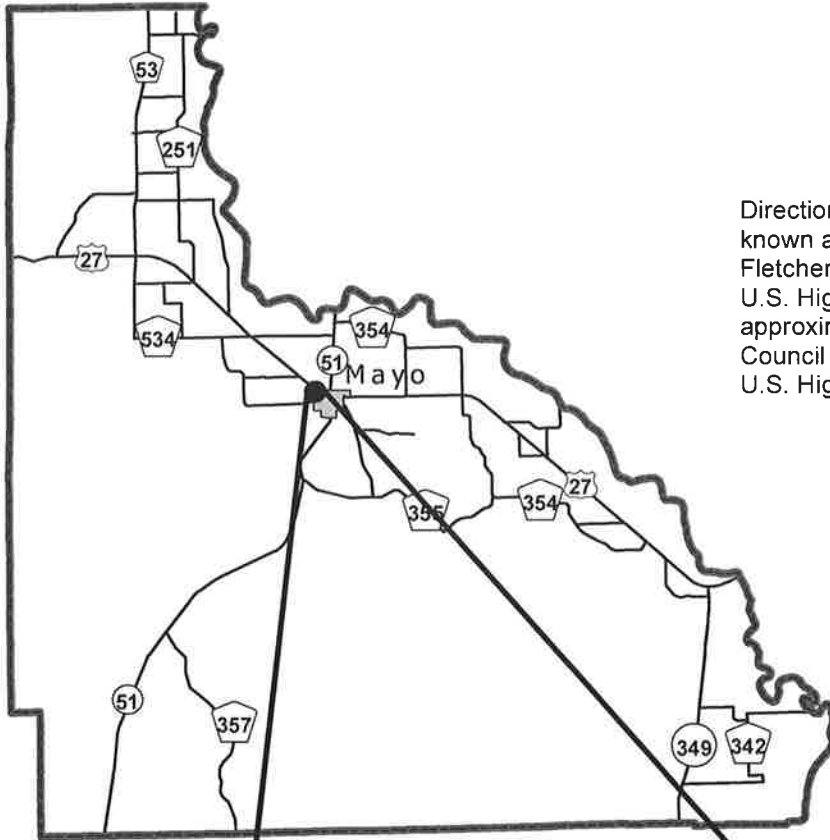 53
251
27
534
354
51
Mayo
355
354
27
51
357
349
342
Direction
known a
Fletcher
U.S. Hig
approxim
Council
U.S. Hig